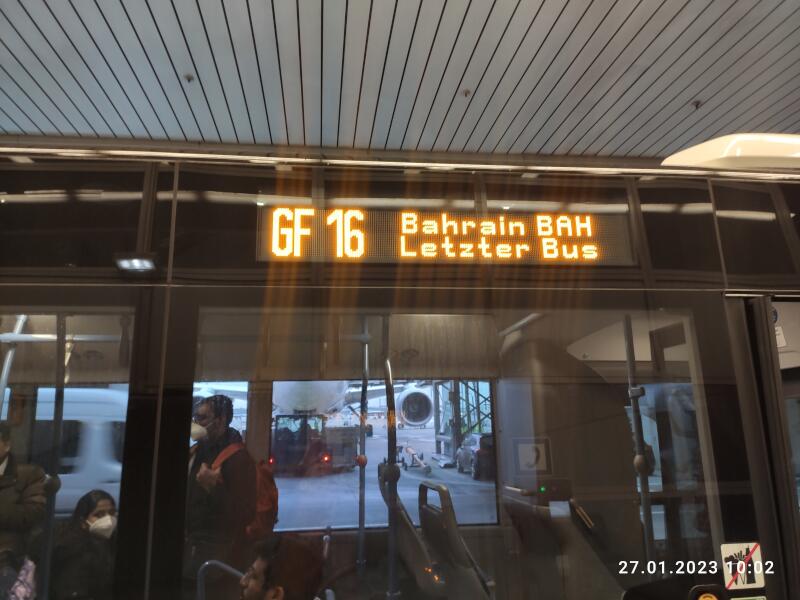 GF 16
Bahrain BAH
Letzter Bus
27.01.2023 10:02